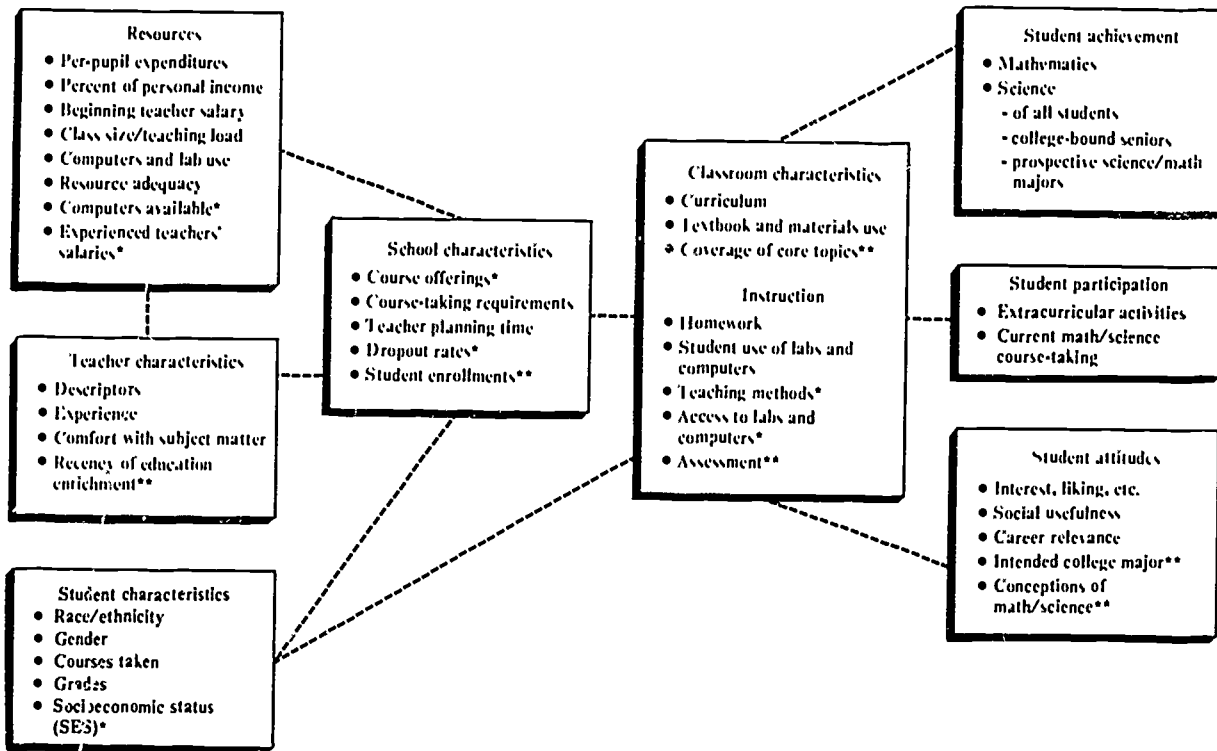 Resources
● Per-pupil expenditures
● Percent of personal income
● Beginning teacher salary
● Class size/teaching load
● Computers and lab use
● Resource adequacy
● Computers available*
● Experienced teachers'
salaries*
Teacher characteristics
● Descriptors
● Experience
● Comfort with subject matter
● Recency of education
enrichment**
Student characteristics
● Race/ethnicity
● Gender
● Courses taken
● Grades
● Socioeconomic status
(SES)*
School characteristics
● Course offerings*
● Course-taking requirements
● Teacher planning time
● Dropout rates*
● Student enrollments**
Classroom characteristics
● Curriculum
● Textbook and materials use
● Coverage of core topics**
Instruction
● Homework
● Student use of labs and
computers
● Teaching methods*
● Access to labs and
computers*
● Assessment**
Student achievement
● Mathematics
● Science
- of all students
- college-bound seniors
- prospective science/math
majors
Student participation
● Extracurricular activities
● Current math/science
course-taking
Student attitudes
● Interest, liking, etc.
● Social usefulness
● Career relevance
● Intended college major**
● Conceptions of
math/science**